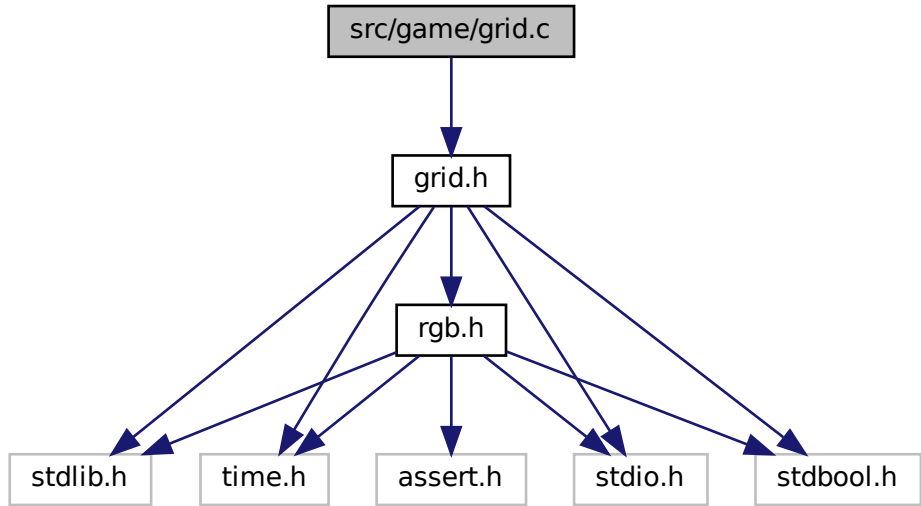 src/game/grid.c
grid.h
rgb.h
stdlib.h
time.h
assert.h
stdio.h
stdbool.h